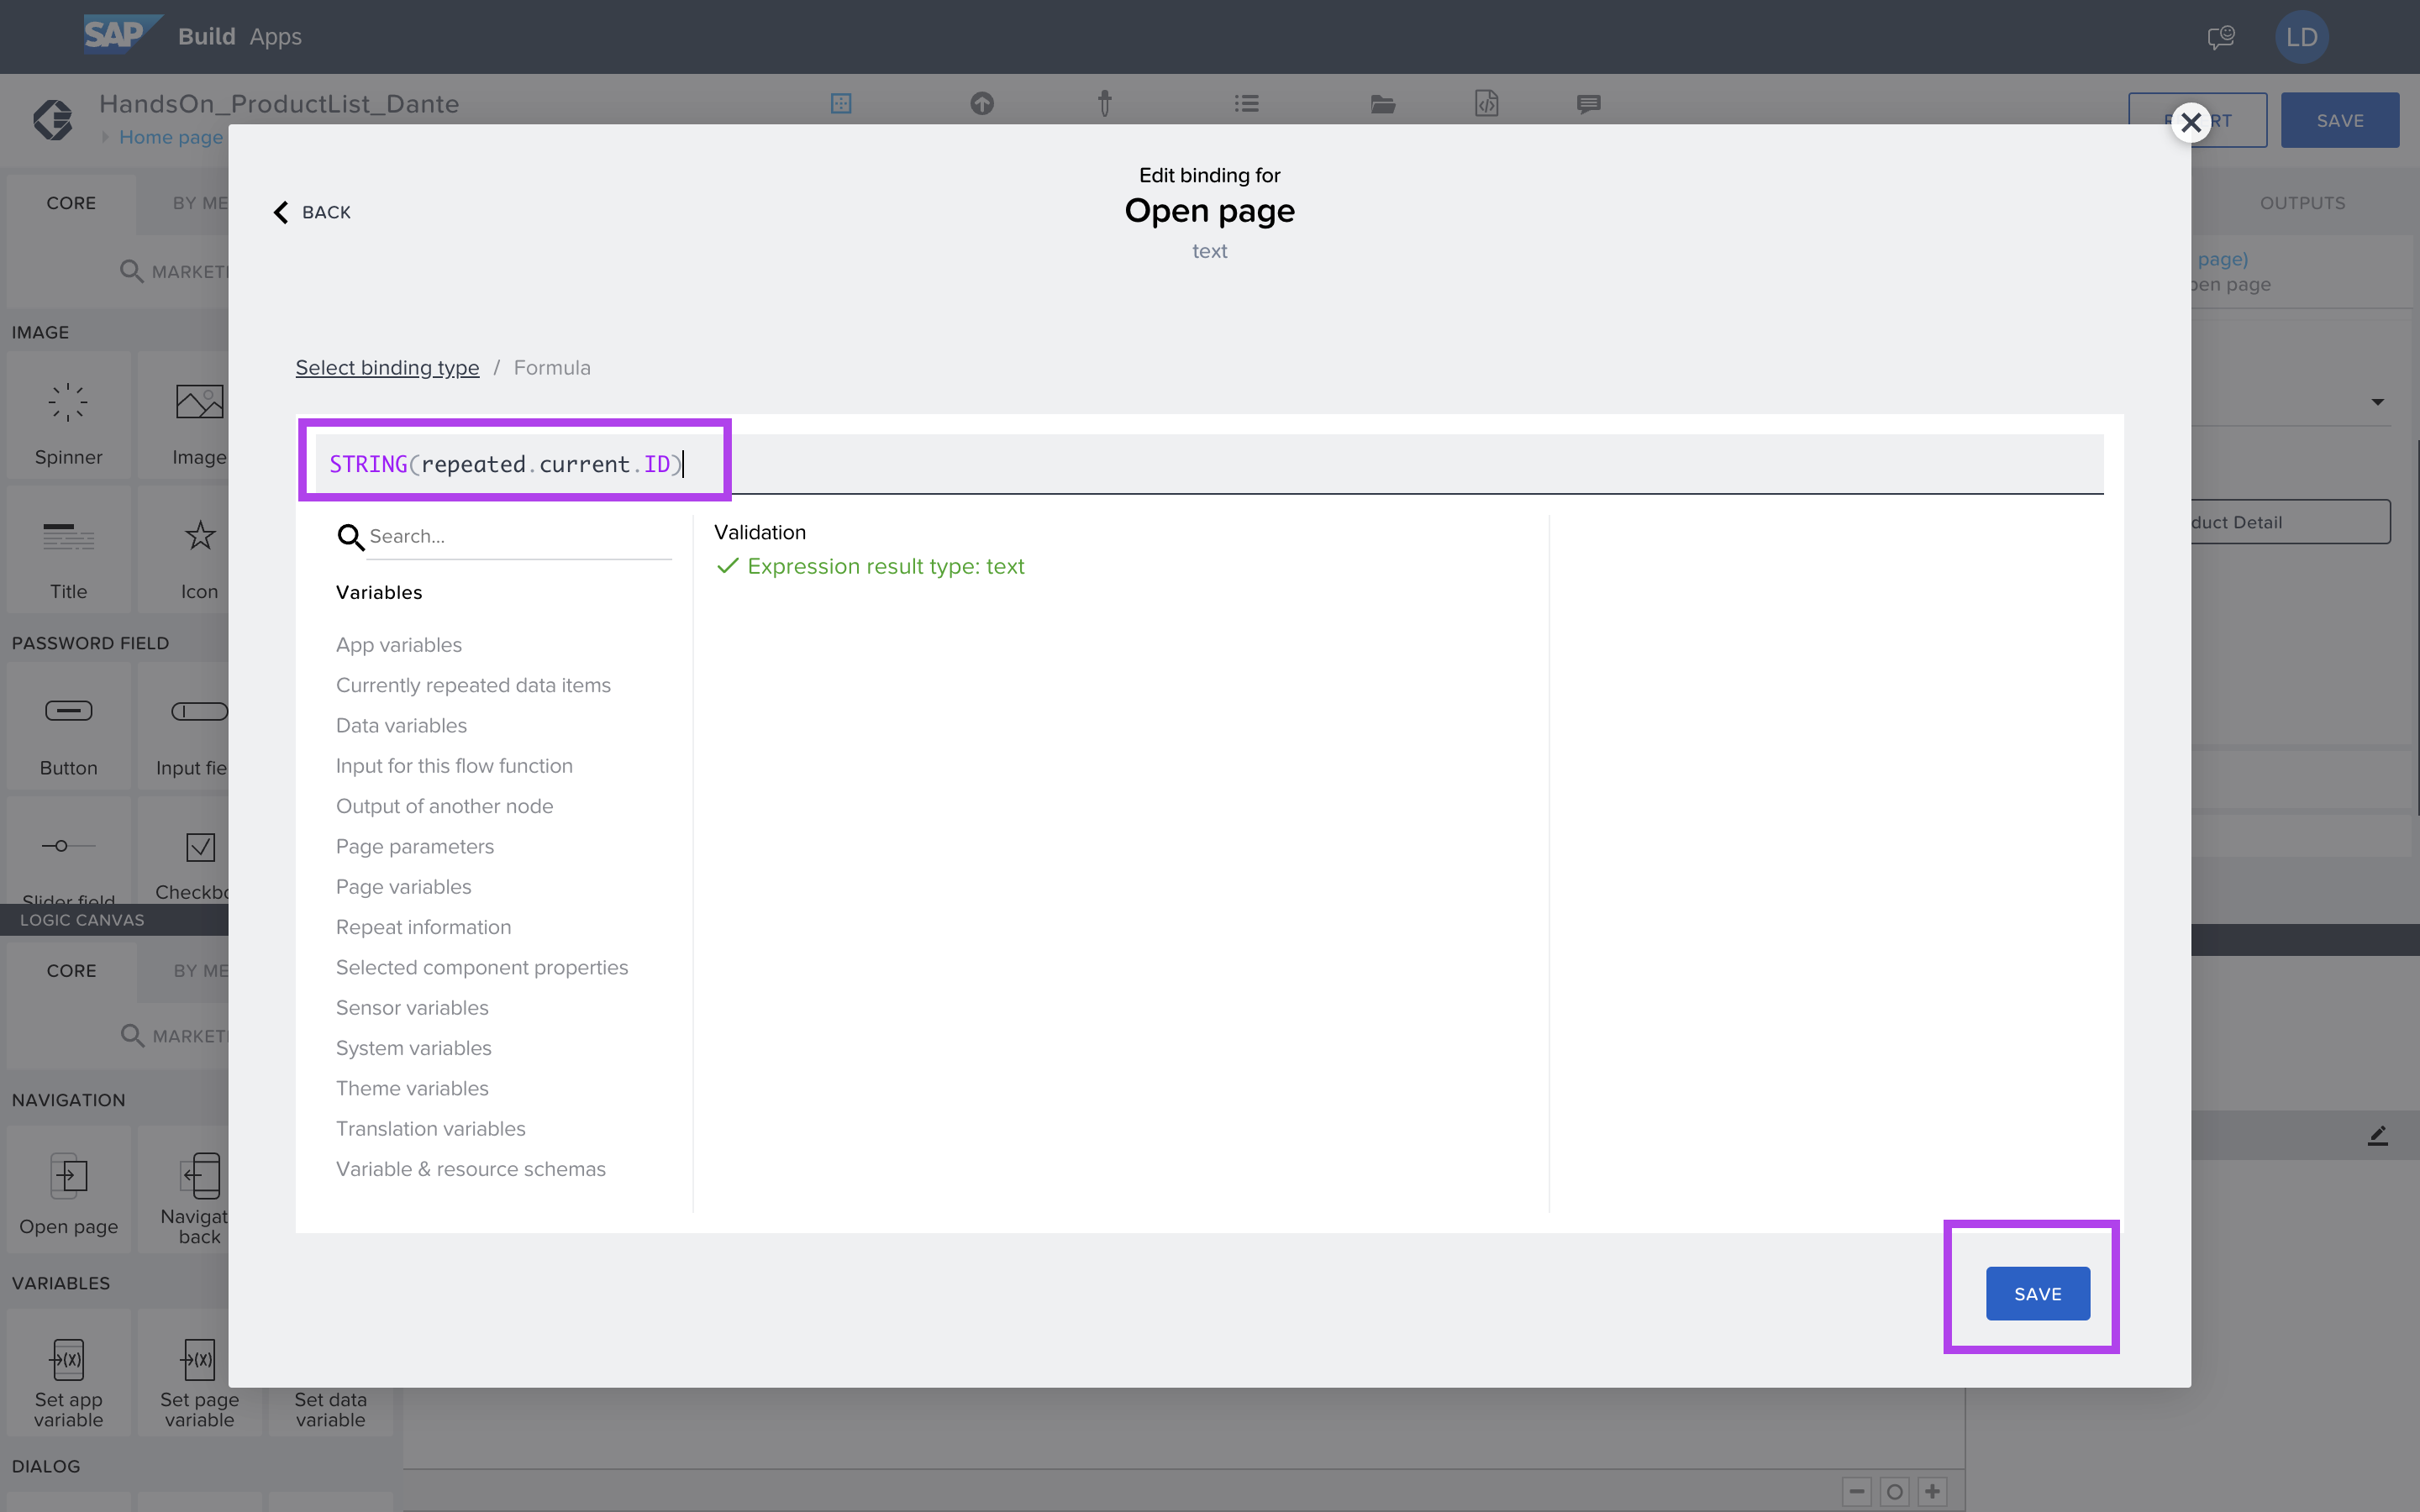 SAP Build Apps
LD
HandsOn_ProductList_Dante
Home page
SAVE
CORE
BY ME
OUTPUTS
MARKET
page)
pen page
IMAGE
Spinner
Image
Title
Icon
PASSWORD FIELD
Button
Input fie
Slider field
Checkbo
LOGIC CANVAS
CORE
BY ME
MARKET
NAVIGATION
Open page
Navigat
back
VARIABLES
Set app
variable
Set page
variable
Set data
variable
DIALOG
BACK
Edit binding for
Open page
text
Select binding type / Formula
STRING(repeated.current.ID)
Search...
Validation
Expression result type: text
Variables
App variables
Currently repeated data items
Data variables
Input for this flow function
Output of another node
Page parameters
Page variables
Repeat information
Selected component properties
Sensor variables
System variables
Theme variables
Translation variables
Variable & resource schemas
SAVE
duct Detail